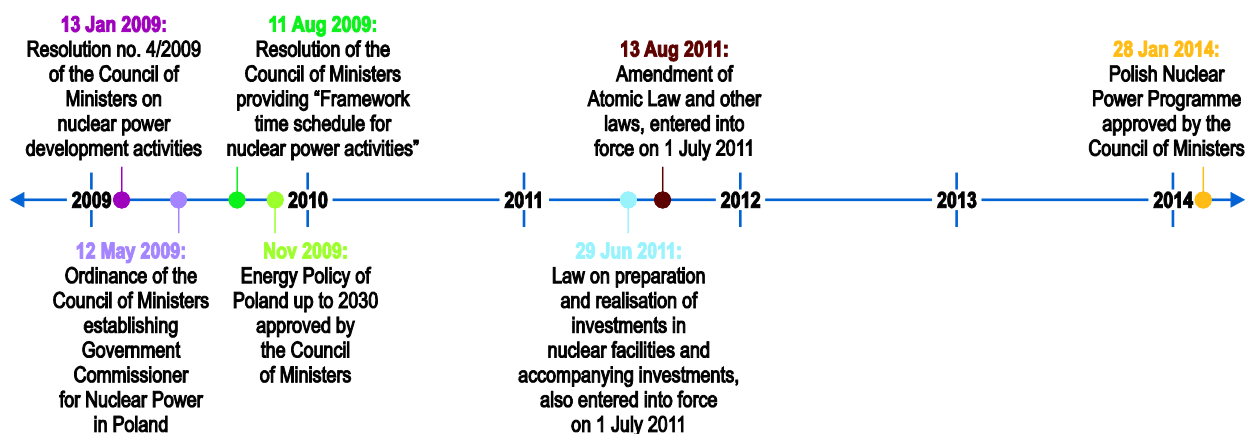 13 Jan 2009:
Resolution no. 4/2009
of the Council of
Ministers on
nuclear power
development activities
11 Aug 2009:
Resolution of the
Council of Ministers
providing “Framework
time schedule for
nuclear power activities”
13 Aug 2011:
Amendment of
Atomic Law and other
laws, entered into
force on 1 July 2011
28 Jan 2014:
Polish Nuclear
Power Programme
approved by the
Council of Ministers
2009 2010 2011 2012 2013 2014
12 May 2009:
Ordinance of the
Council of Ministers
establishing
Government
Commissioner
for Nuclear Power
in Poland
Nov 2009:
Energy Policy of
Poland up to 2030
approved by
the Council
of Ministers
29 Jun 2011:
Law on preparation
and realisation of
investments in
nuclear facilities and
accompanying investments,
also entered into force
on 1 July 2011